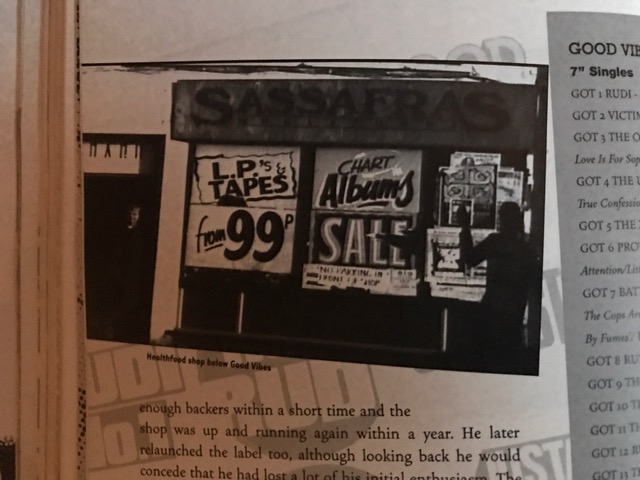 SASSAFRAS
L.P.'S &
TAPES
from 99P
CHART
Albums
SALE
NO PARKING IN
FRONT OF SHOP
Healthfood shop below Good Vibes
enough backers within a short time and the
shop was up and running again within a year. He later
relaunched the label too, although looking back he would
concede that he had lost a lot of his initial enthusiasm. The
GOOD VIB
7" Singles
GOT 1 RUDI -
GOT 2 VICTIM
GOT 3 THE O
Love Is For Sop
GOT 4 THE U
True Confessio
GOT 5 THE
GOT 6 PRO
Attention/Lit
GOT 7 BAT
The Cops Are
By Fumes
GOT 8 RU
GOT 9 TH
GOT 10 T
GOT 11 T
GOT 12 R
GOT 13 T